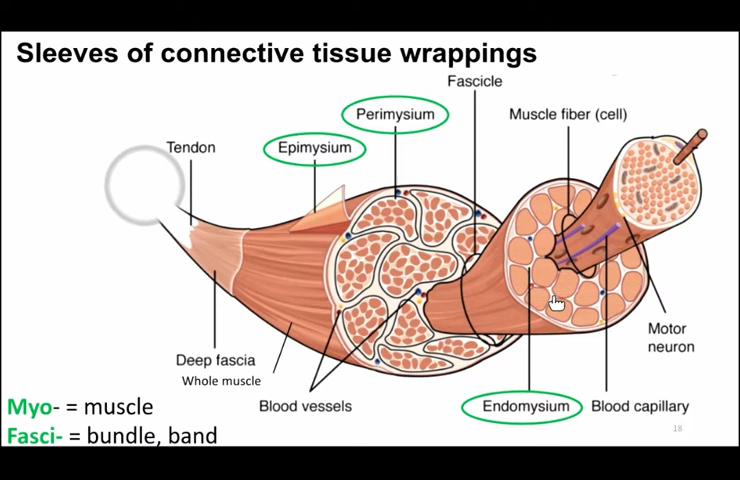 Sleeves of connective tissue wrappings
Fascicle
Perimysium
Muscle fiber (cell)
Tendon
Epimysium
Motor
neuron
Deep fascia
Whole muscle
Blood vessels
Endomysium
Blood capillary
Myo- = muscle
Fasci- = bundle, band
18